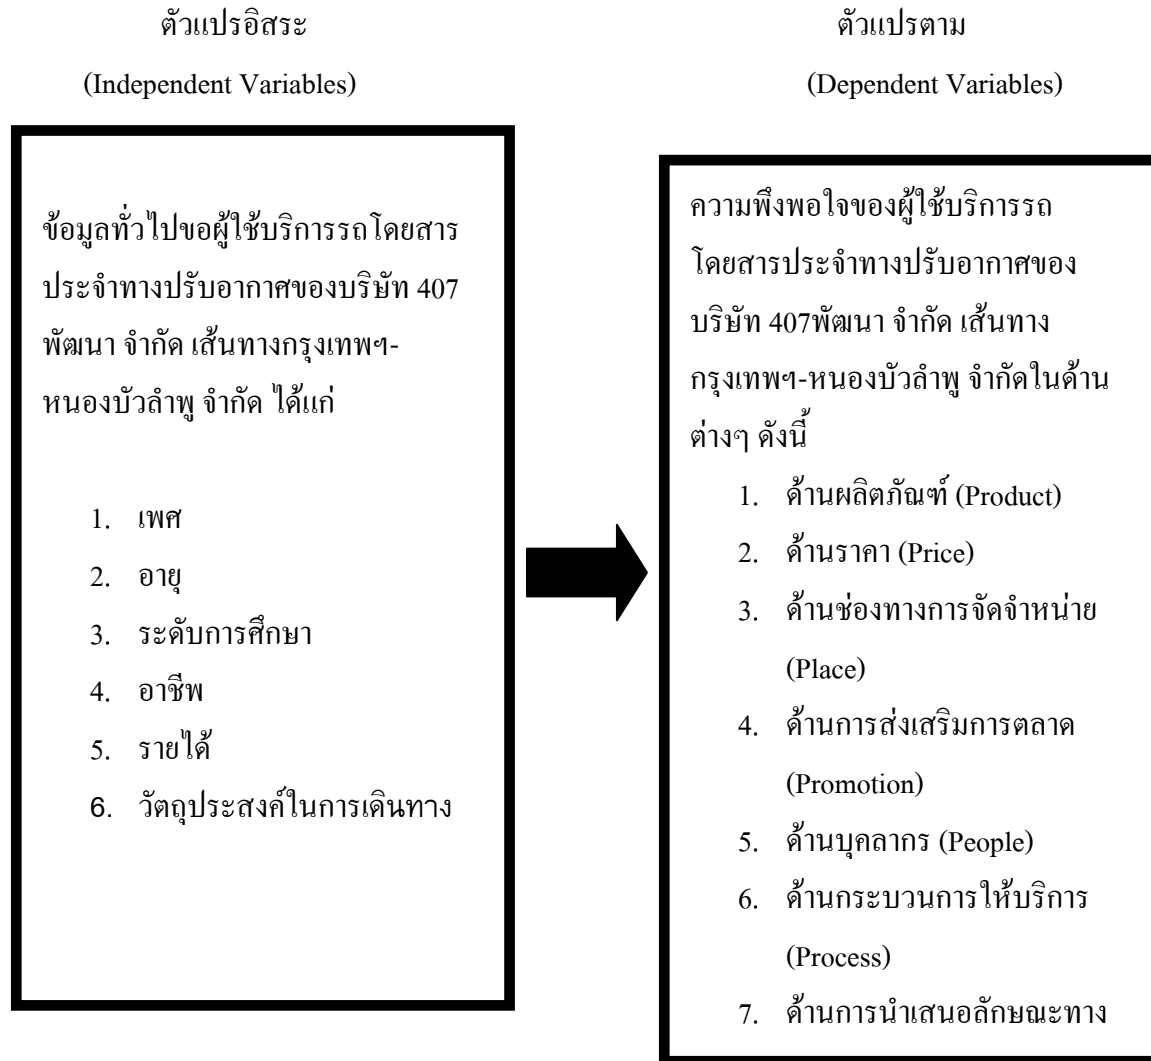 ตัวแปรอิสระ
(Independent Variables)
ข้อมูลทั่วไปขอผู้ใช้บริการรถโดยสาร
ประจำทางปรับอากาศของบริษัท 407
พัฒนา จำกัด เส้นทางกรุงเทพฯ-
หนองบัวลำพู จำกัด ได้แก่
1. เพศ
2. อายุ
3. ระดับการศึกษา
4. อาชีพ
5. รายได้
6. วัตถุประสงค์ในการเดินทาง
ตัวแปรตาม
(Dependent Variables)
ความพึงพอใจของผู้ใช้บริการรถ
โดยสารประจำทางปรับอากาศของ
บริษัท 407พัฒนา จำกัด เส้นทาง
กรุงเทพฯ-หนองบัวลำพู จำกัดในด้าน
ต่างๆ ดังนี้
1. ด้านผลิตภัณฑ์ (Product)
2. ด้านราคา (Price)
3. ด้านช่องทางการจัดจำหน่าย
(Place)
4. ด้านการส่งเสริมการตลาด
(Promotion)
5. ด้านบุคลากร (People)
6. ด้านกระบวนการให้บริการ
(Process)
7. ด้านการนำเสนอลักษณะทาง